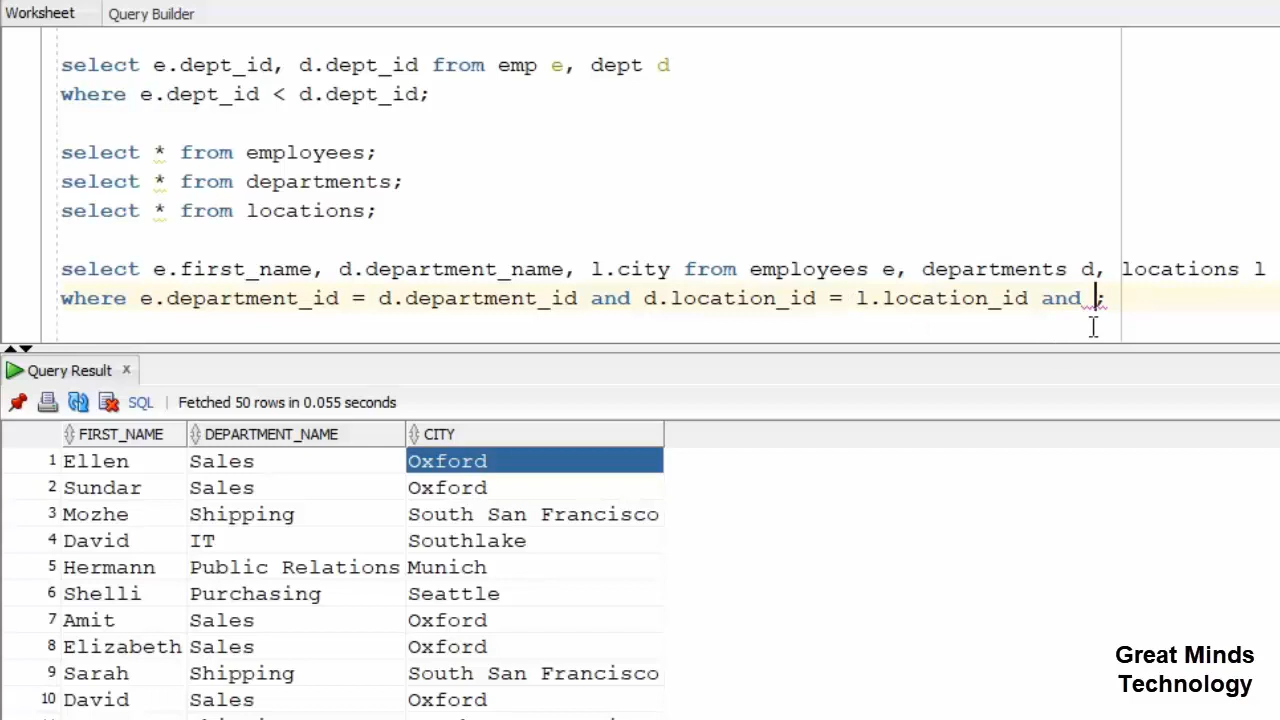 Worksheet Query Builder
select e.dept_id, d.dept_id from emp e, dept d
where e.dept_id < d.dept_id;
select * from employees;
select * from departments;
select * from locations;
select e.first_name, d.department_name, l.city from employees e, departments d, locations l
where e.department_id = d.department_id and d.location_id = l.location_id and ;
Query Result x
SQL | Fetched 50 rows in 0.055 seconds
FIRST_NAME DEPARTMENT_NAME CITY
1 Ellen Sales Oxford
2 Sundar Sales Oxford
3 Mozhe Shipping South San Francisco
4 David IT Southlake
5 Hermann Public Relations Munich
6 Shelli Purchasing Seattle
7 Amit Sales Oxford
8 Elizabeth Sales Oxford
9 Sarah Shipping South San Francisco
10 David Sales Oxford
Great Minds
Technology